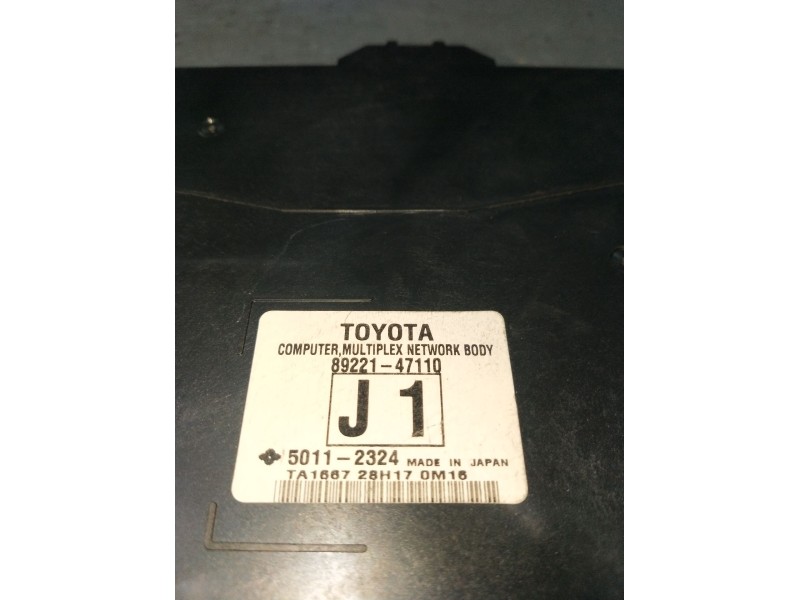 TOYOTA
COMPUTER, MULTIPLEX NETWORK BODY
89221-47110
J 1
5011-2324 MADE IN JAPAN
TA1667 28H17 0M16